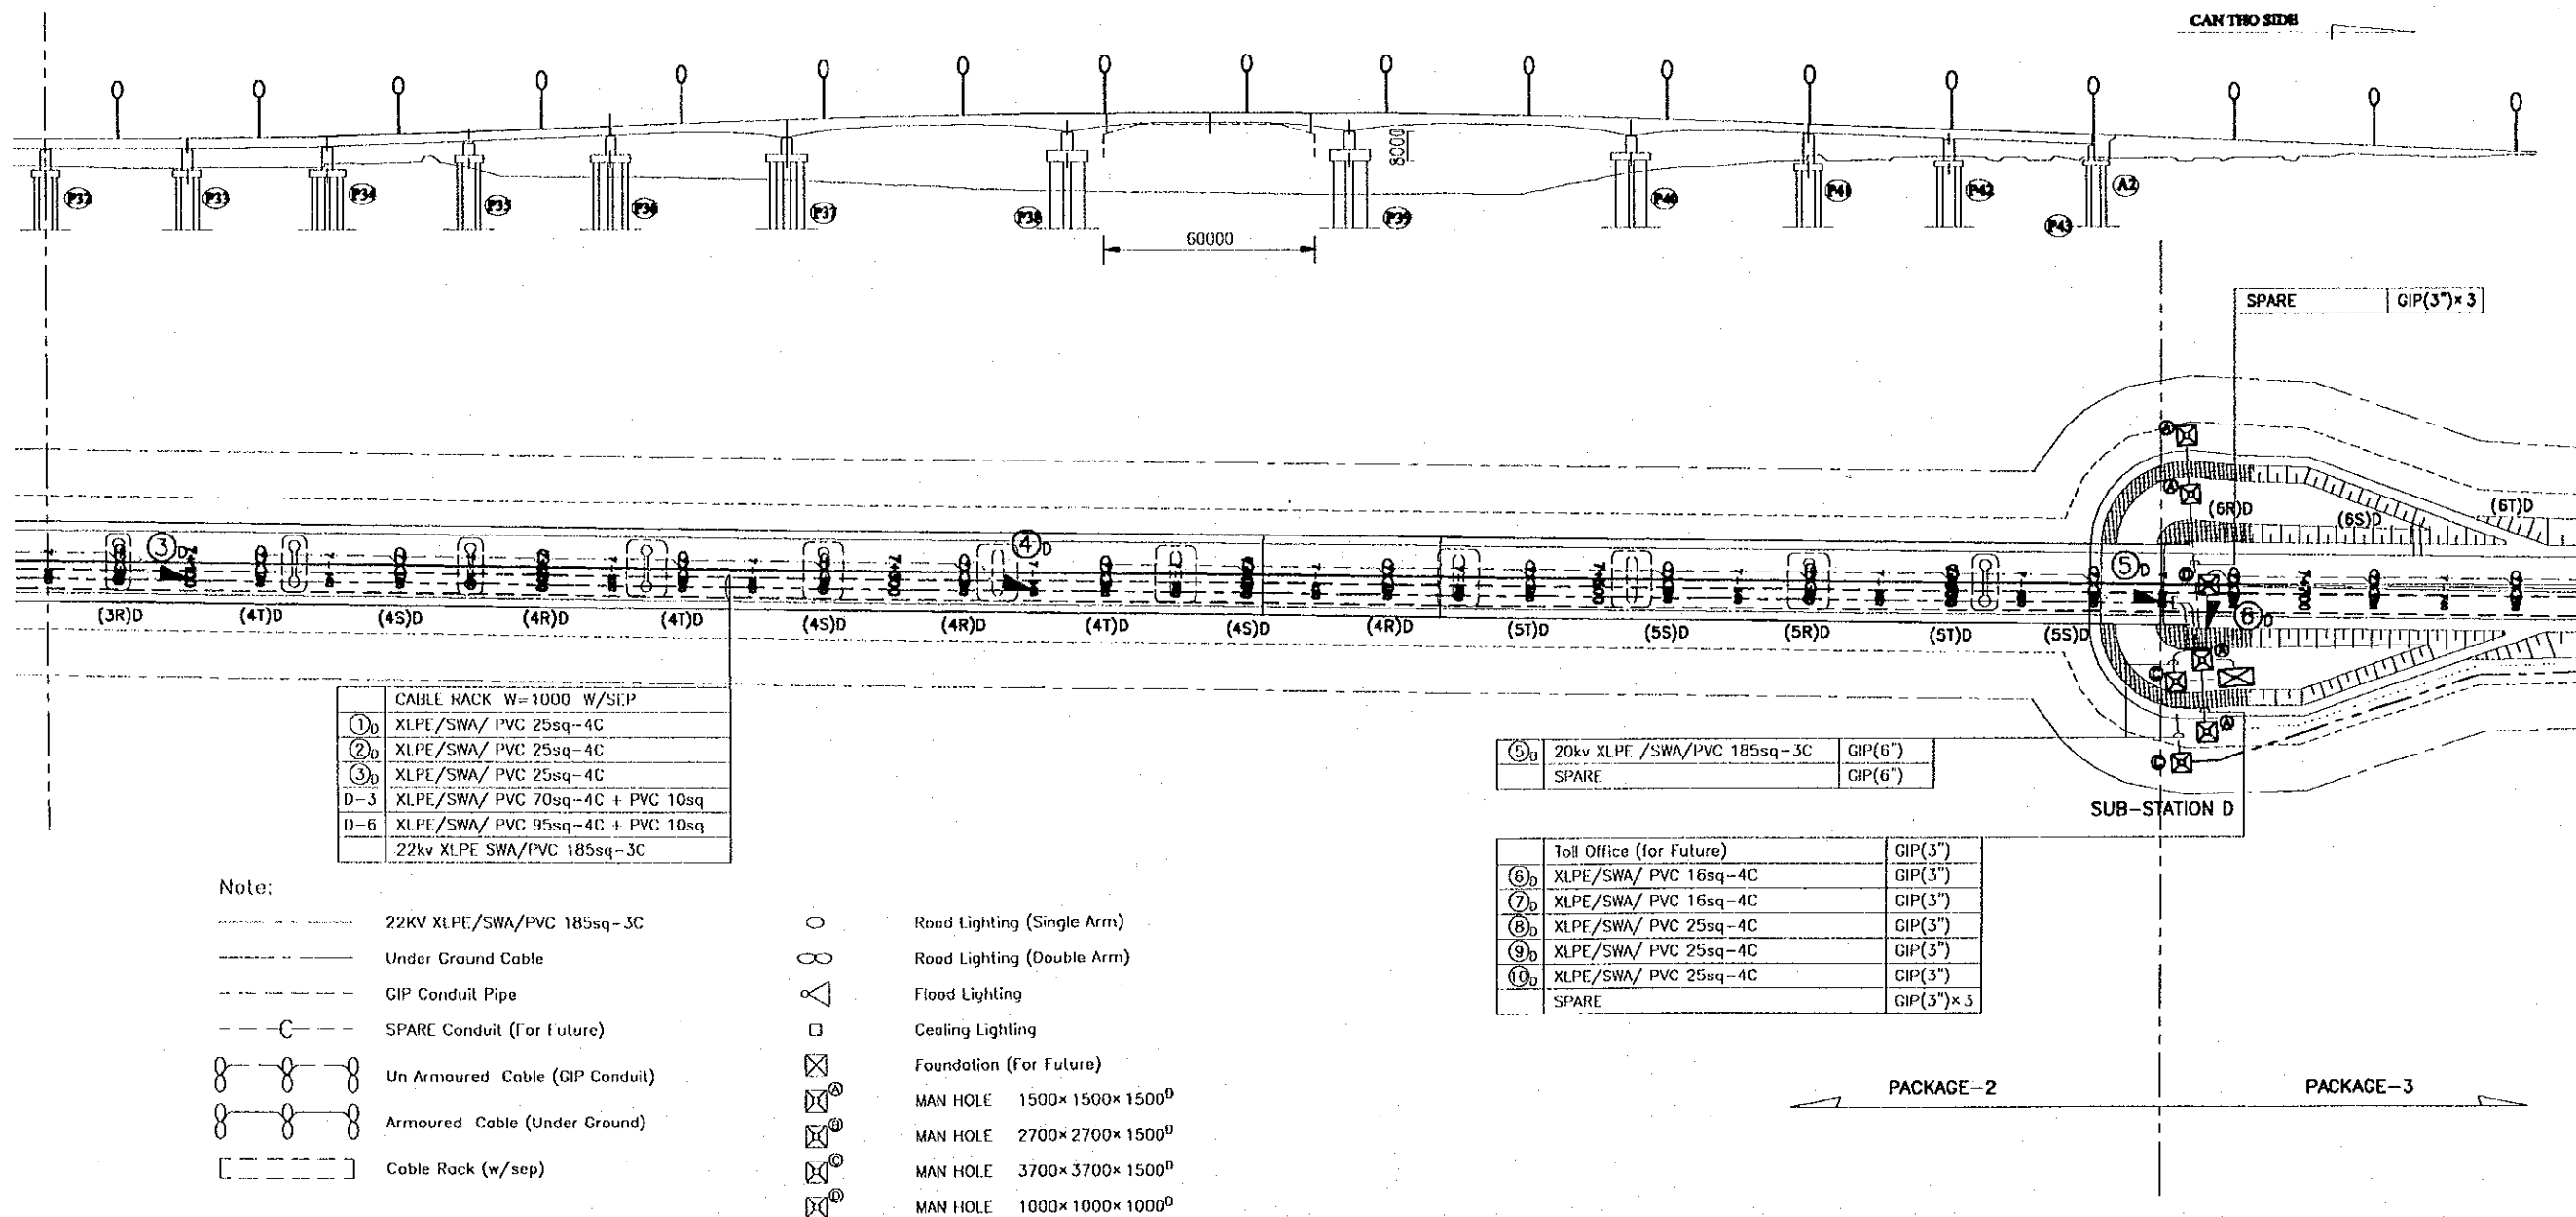 CAN THO SIDE
8000
P32
P33
P34
P35
P36
P37
P38
P39
P40
P41
P42
A2
P43
60000
SPARE GIP(3")×3
A
A
(6R)D
(6S)D
(6T)D
3 D
4 D
5 D
D
7+700
6 D
(3R)D
(4T)D
(4S)D
(4R)D
(4T)D
(4S)D
(4R)D
(4T)D
(4S)D
(4R)D
(5T)D
(5S)D
(5R)D
(5T)D
(5S)D
A
C
A
C
CABLE RACK W=1000 W/SEP
①D XLPE/SWA/ PVC 25sq-4C
②D XLPE/SWA/ PVC 25sq-4C
③D XLPE/SWA/ PVC 25sq-4C
D-3 XLPE/SWA/ PVC 70sq-4C + PVC 10sq
D-6 XLPE/SWA/ PVC 95sq-4C + PVC 10sq
22kv XLPE SWA/PVC 185sq-3C
⑤B 20kv XLPE /SWA/PVC 185sq-3C GIP(6")
SPARE GIP(6")
SUB-STATION D
Toll Office (for Future) GIP(3")
⑥D XLPE/SWA/ PVC 16sq-4C GIP(3")
⑦D XLPE/SWA/ PVC 16sq-4C GIP(3")
⑧D XLPE/SWA/ PVC 25sq-4C GIP(3")
⑨D XLPE/SWA/ PVC 25sq-4C GIP(3")
⑩D XLPE/SWA/ PVC 25sq-4C GIP(3")
SPARE GIP(3")×3
Note:
22KV XLPE/SWA/PVC 185sq-3C
Under Ground Cable
GIP Conduit Pipe
C SPARE Conduit (For Future)
Un Armoured Cable (GIP Conduit)
Armoured Cable (Under Ground)
Cable Rack (w/sep)
Road Lighting (Single Arm)
Road Lighting (Double Arm)
Flood Lighting
Cealing Lighting
Foundation (For Future)
A MAN HOLE 1500×1500×1500D
B MAN HOLE 2700×2700×1500D
C MAN HOLE 3700×3700×1500D
D MAN HOLE 1000×1000×1000D
PACKAGE-2
PACKAGE-3